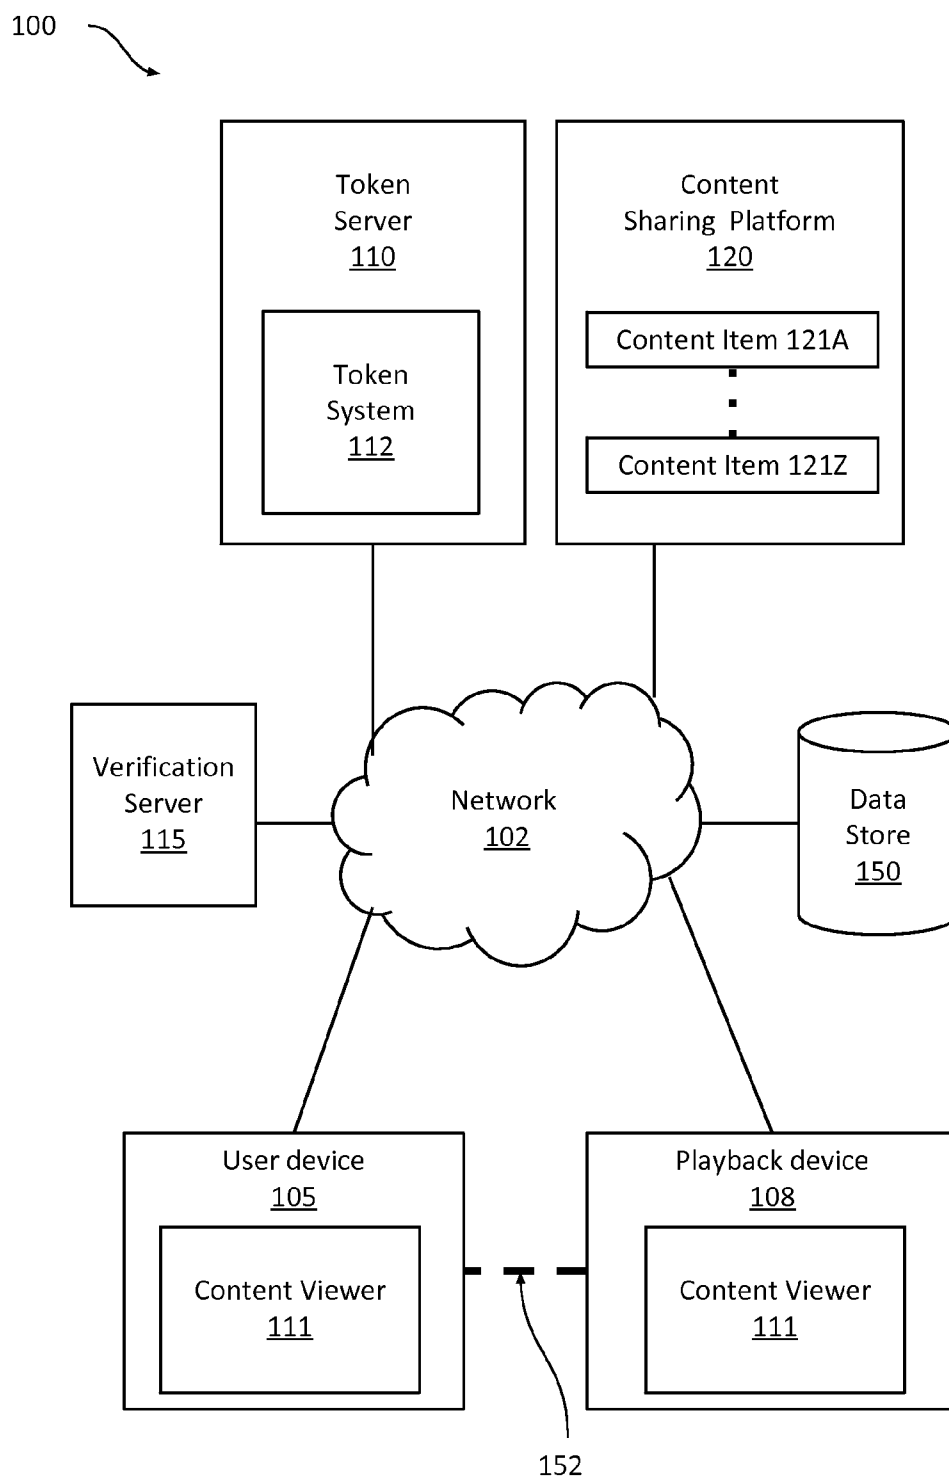 100
Token
Server
110
Token
System
112
Content
Sharing Platform
120
Content Item 121A
Content Item 121Z
Verification
Server
115
Network
102
Data
Store
150
User device
105
Content Viewer
111
Playback device
108
Content Viewer
111
152